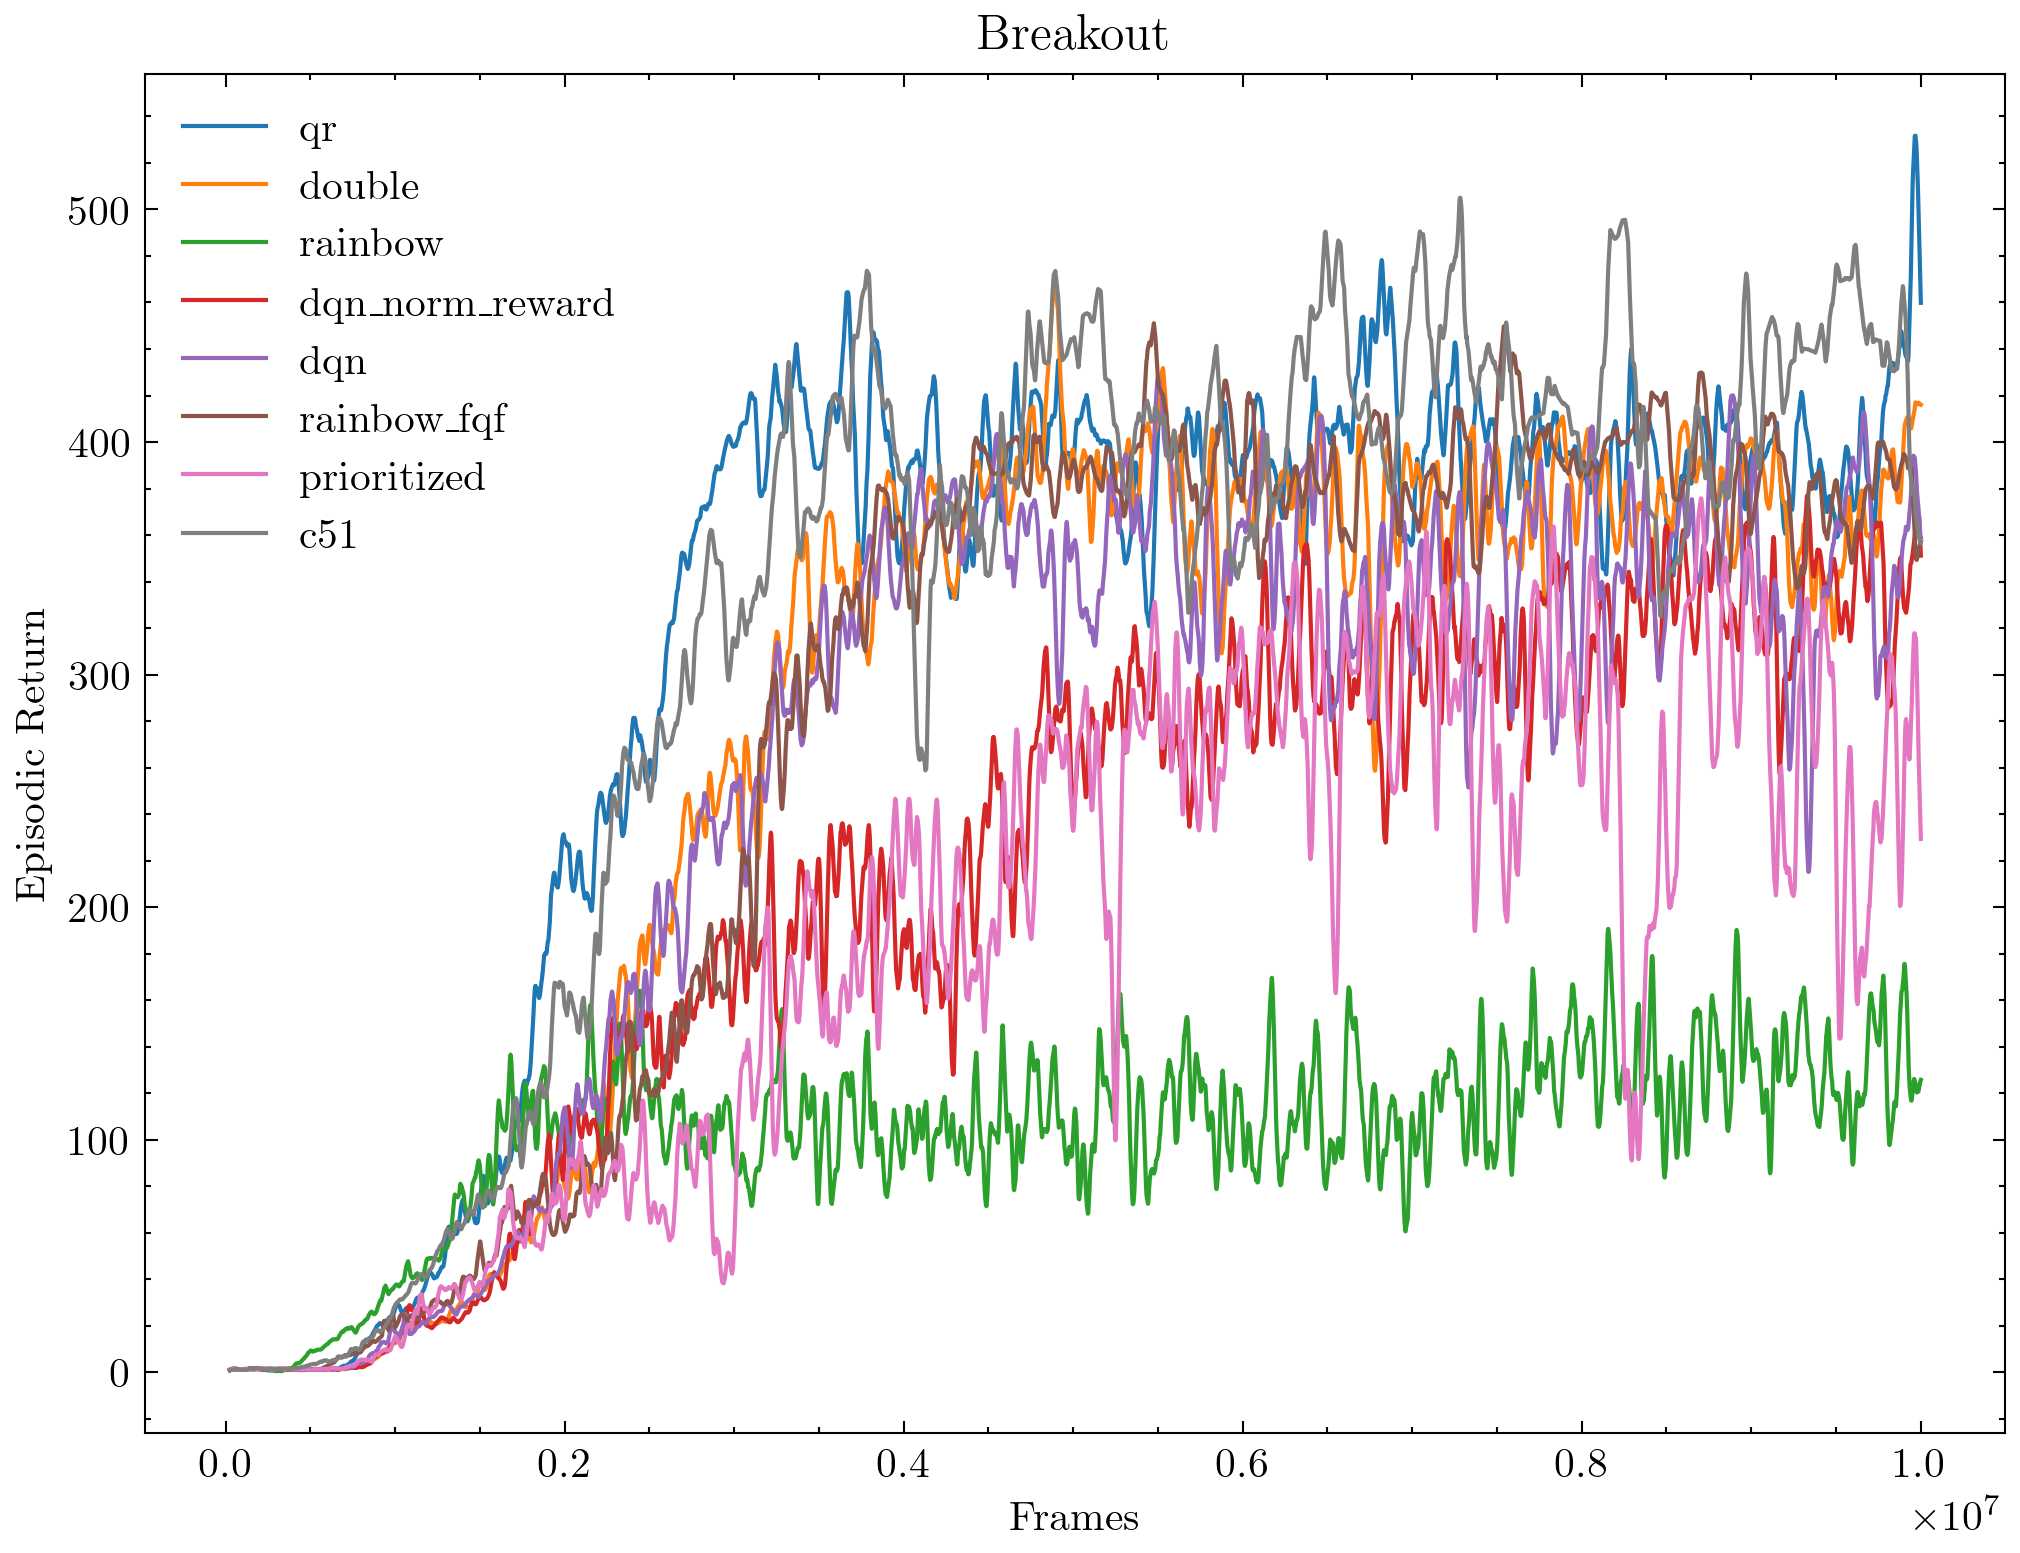 Breakout
qr
double
rainbow
dqn_norm_reward
dqn
rainbow_fqf
prioritized
c51
Episodic Return
500
400
300
200
100
0
0.0 0.2 0.4 0.6 0.8 1.0
Frames
×10⁷